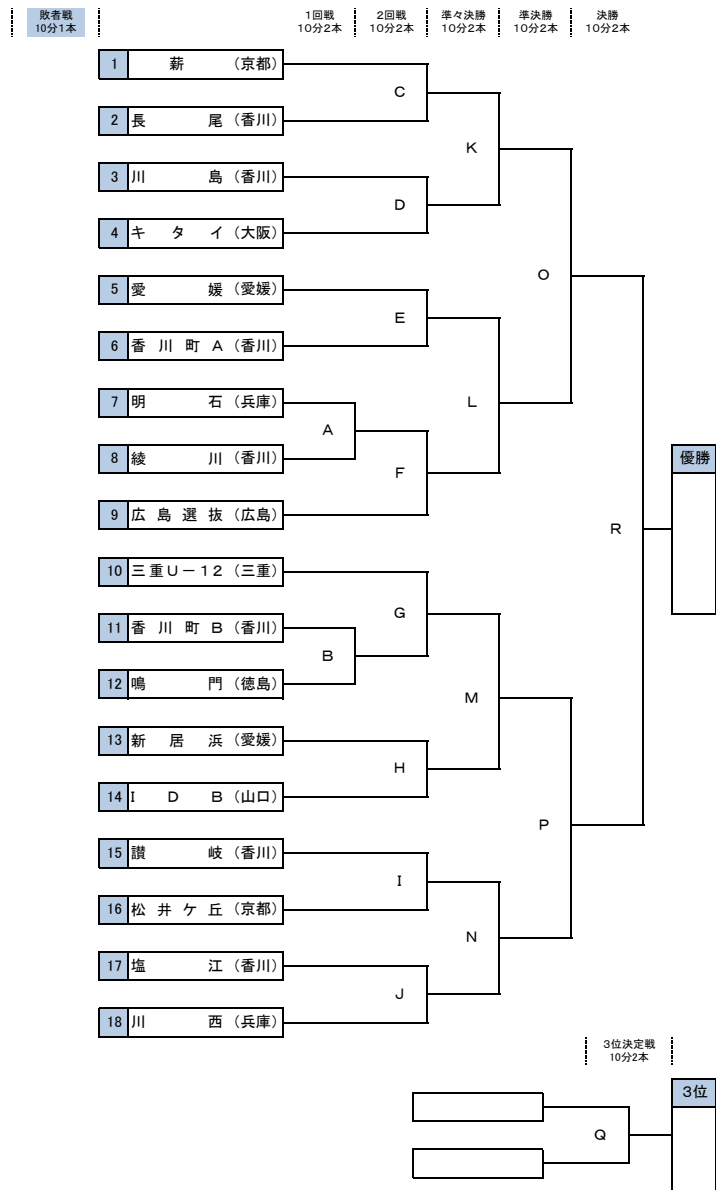 敗者戦 1回戦 2回戦 準々決勝 準決勝 決勝
10分1本 10分2本 10分2本 10分2本 10分2本 10分2本
1 薪 （京都）
C
2 長 尾 （香川）
K
3 川 島 （香川）
D
4 キ タ イ （大阪）
O
5 愛 媛 （愛媛）
E
6 香 川 町 A （香川）
7 明 石 （兵庫）
A L
8 綾 川 （香川）
F 優勝
9 広 島 選 抜 （広島）
R
10 三重U－12 （三重）
G
11 香 川 町 B （香川）
B
12 鳴 門 （徳島）
M
13 新 居 浜 （愛媛）
H
14 I D B （山口）
P
15 讃 岐 （香川）
I
16 松 井 ケ 丘 （京都）
N
17 塩 江 （香川）
J
18 川 西 （兵庫）
3位決定戦
10分2本
3位
Q